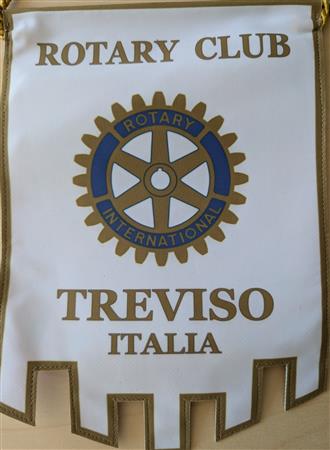 ROTARY CLUB
ROTARY
INTERNATIONAL
TREVISO
ITALIA